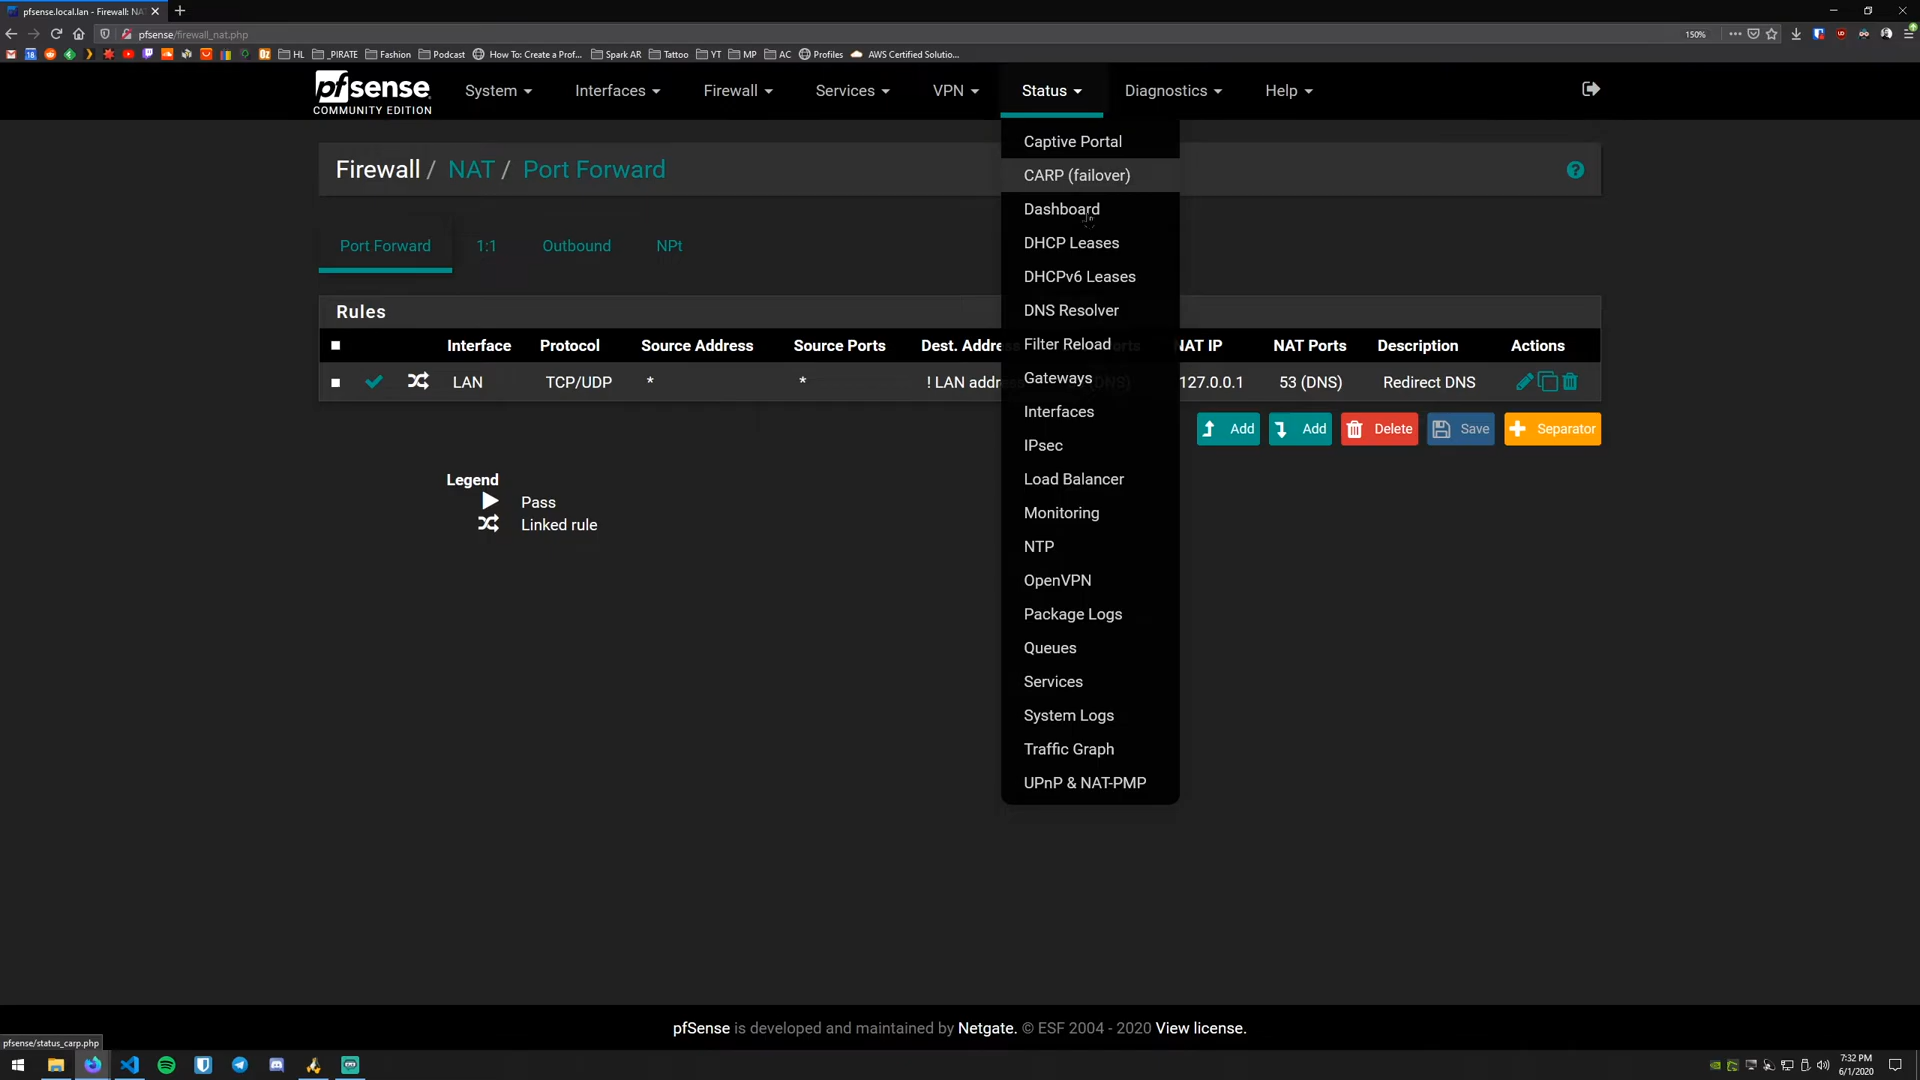 pfsense.local.lan - Firewall: NA
pfsense/firewall_nat.php
150%
HL
_PIRATE
Fashion
Podcast
How To: Create a Prof...
Spark AR
Tattoo
YT
MP
AC
Profiles
AWS Certified Solutio...
pfsense
COMMUNITY EDITION
System
Interfaces
Firewall
Services
VPN
Status
Diagnostics
Help
Firewall / NAT / Port Forward
Port Forward
1:1
Outbound
NPt
Captive Portal
CARP (failover)
Dashboard
DHCP Leases
DHCPv6 Leases
DNS Resolver
Filter Reload
Gateways
Interfaces
IPsec
Load Balancer
Monitoring
NTP
OpenVPN
Package Logs
Queues
Services
System Logs
Traffic Graph
UPnP & NAT-PMP
Rules
Interface Protocol Source Address Source Ports Dest. Addre NAT IP NAT Ports Description Actions
LAN TCP/UDP * * ! LAN addr 127.0.0.1 53 (DNS) Redirect DNS
Add
Add
Delete
Save
Separator
Legend
Pass
Linked rule
pfSense is developed and maintained by Netgate. © ESF 2004 - 2020 View license.
pfsense/status_carp.php
7:32 PM
6/1/2020